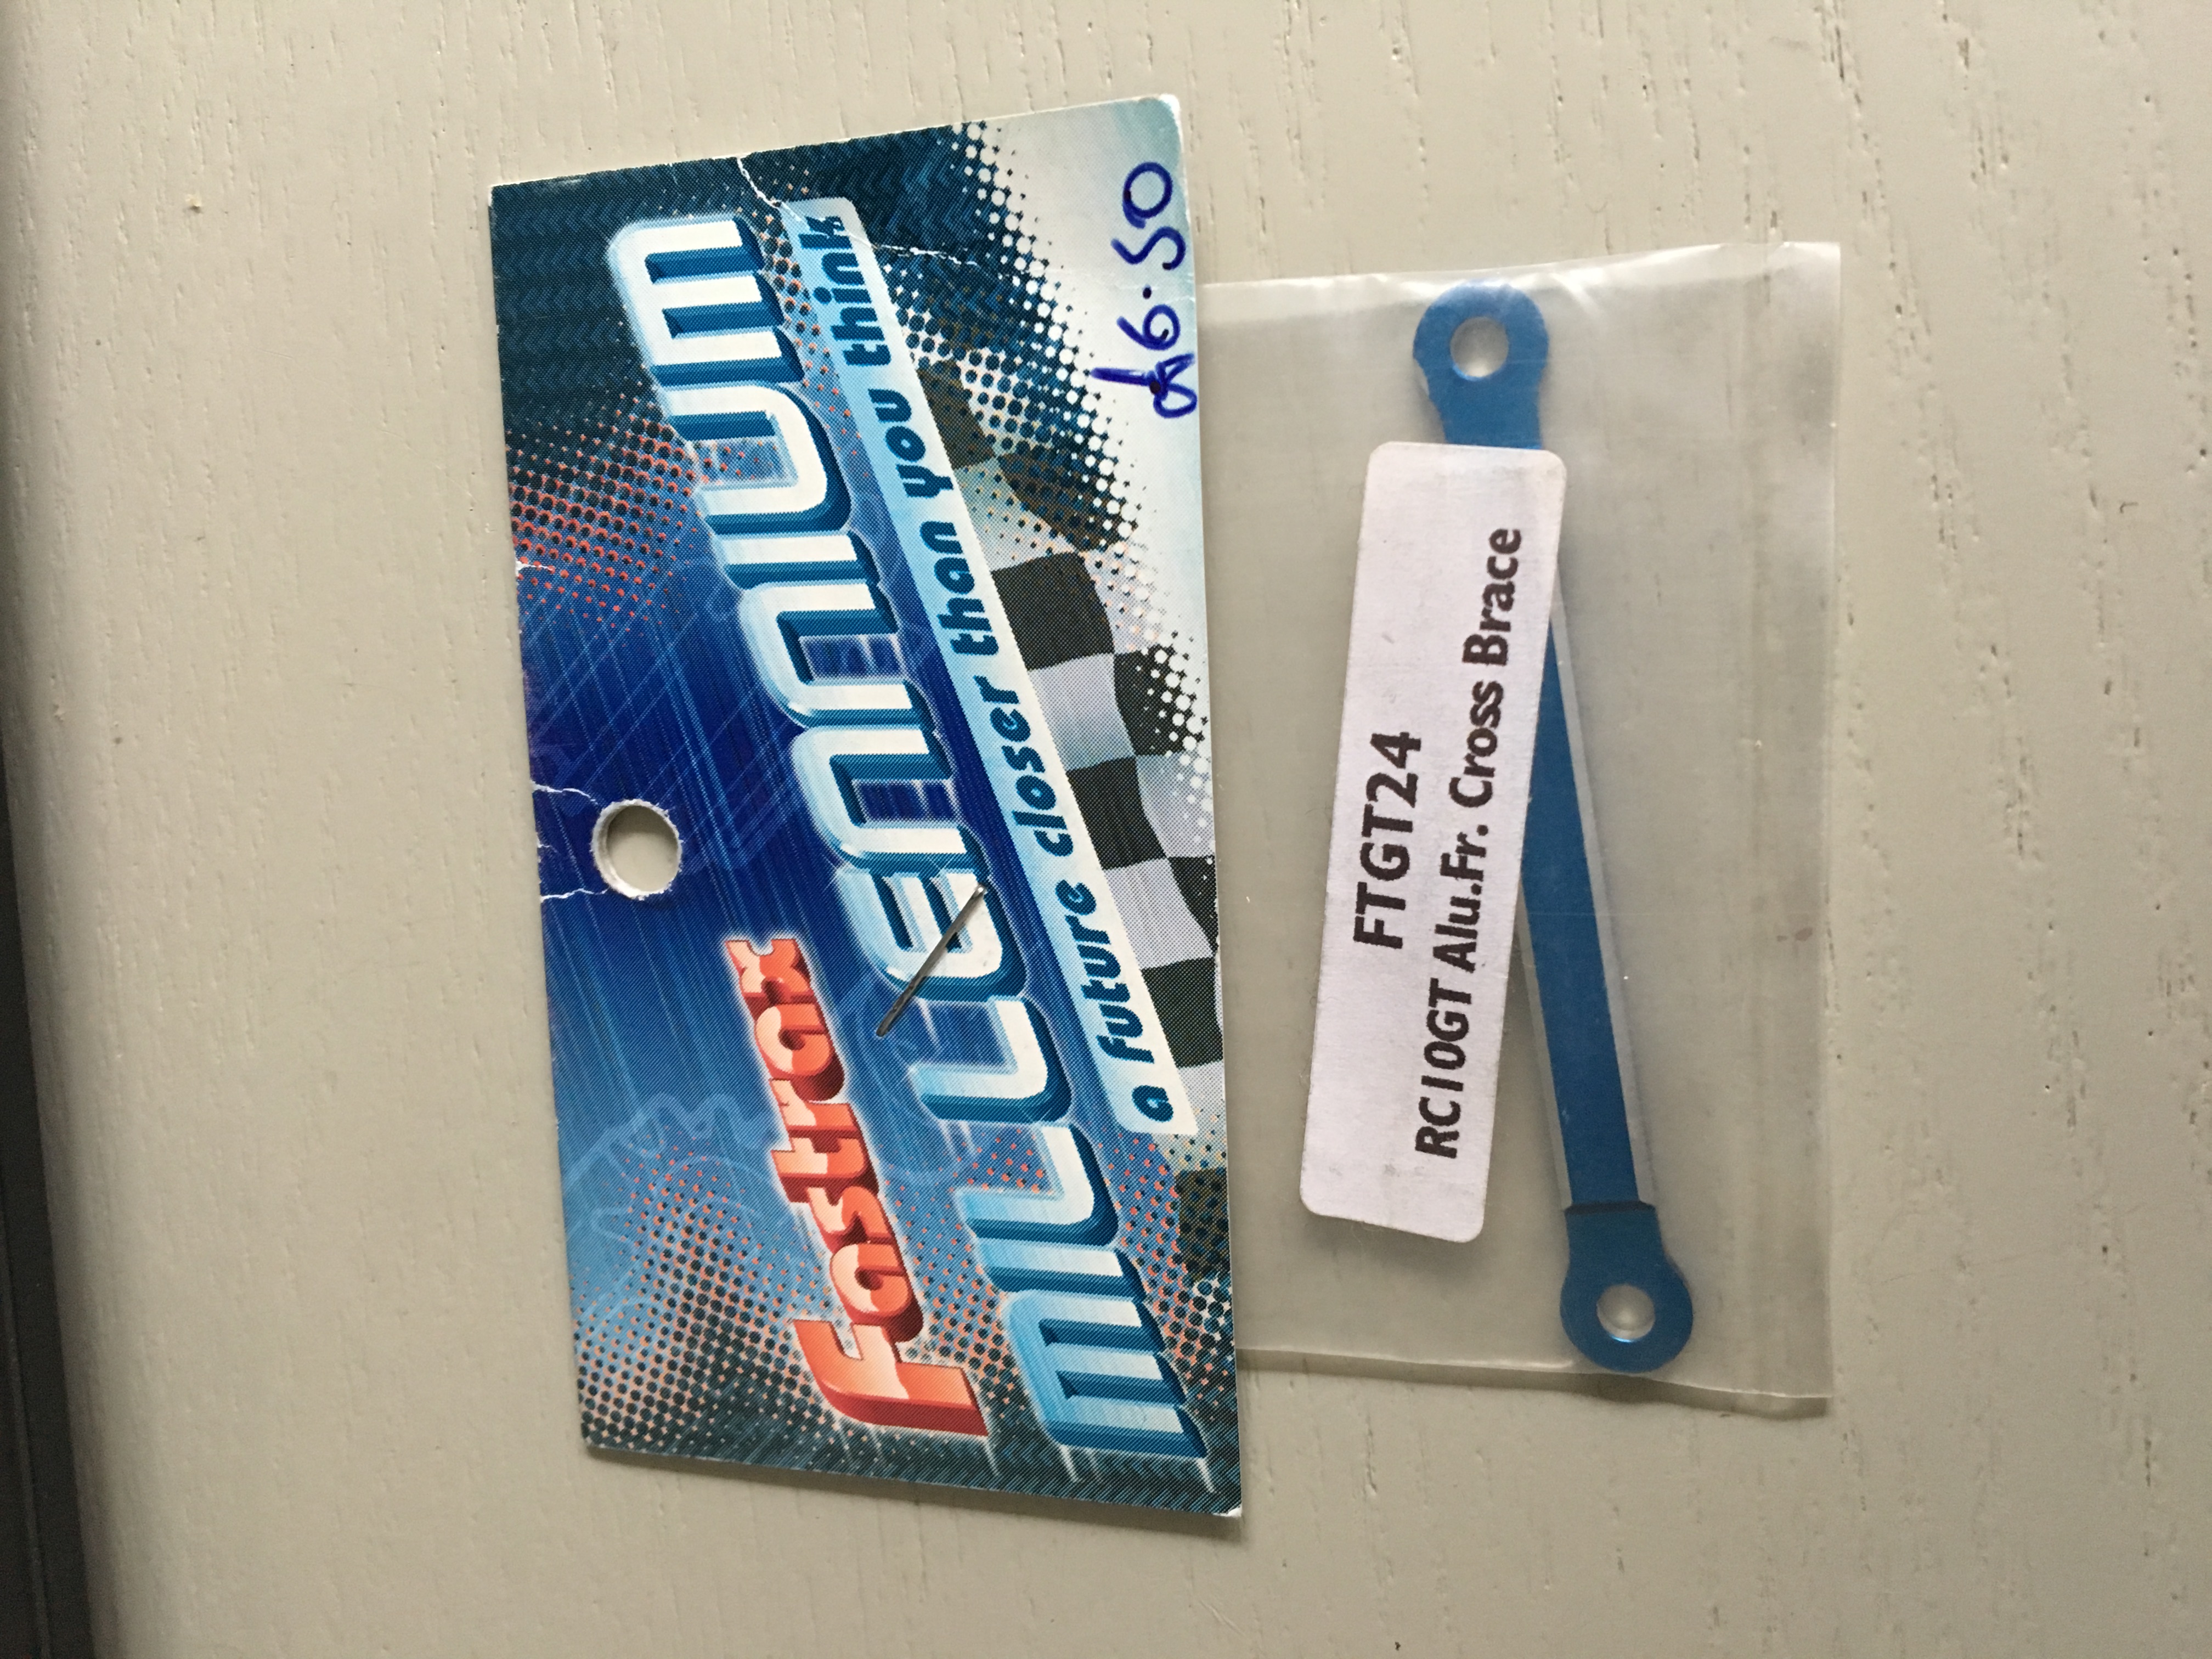 Fastrax
MILLENNIUM
a future closer than you think
£6.50
FTGT24
RC10GT Alu.Fr. Cross Brace